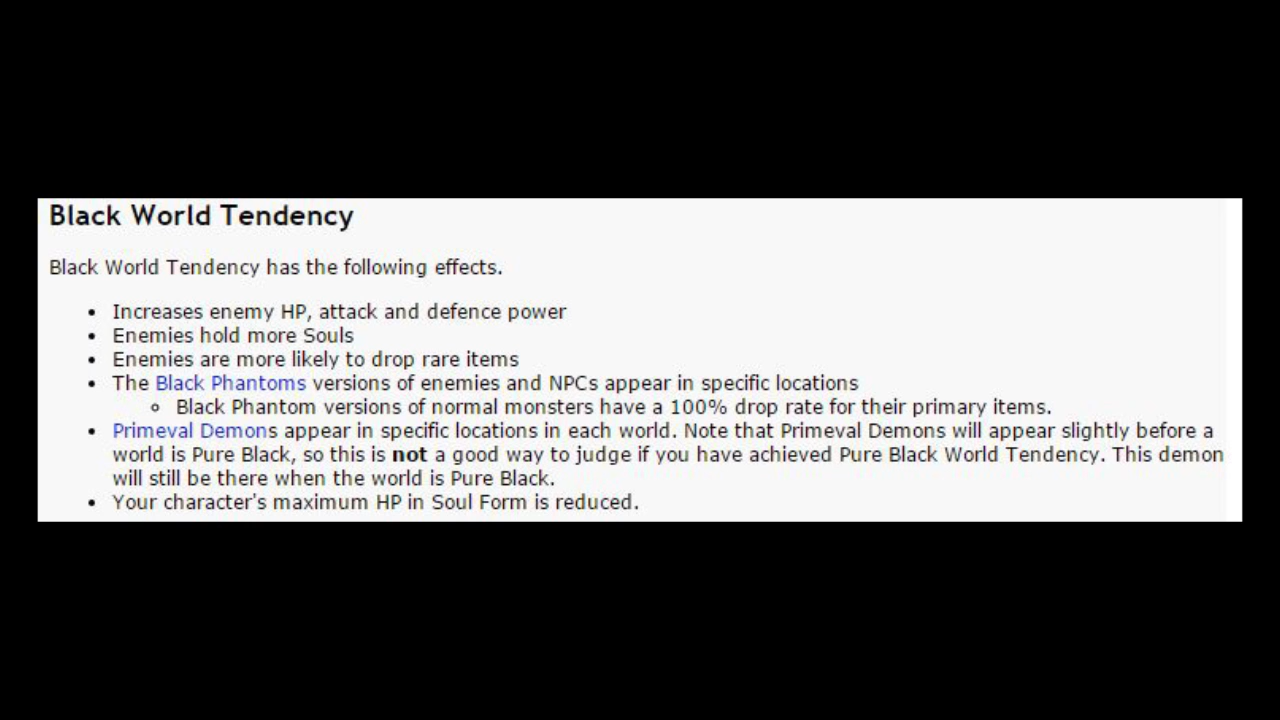 Black World Tendency
Black World Tendency has the following effects.
• Increases enemy HP, attack and defence power
• Enemies hold more Souls
• Enemies are more likely to drop rare items
• The Black Phantoms versions of enemies and NPCs appear in specific locations
◦ Black Phantom versions of normal monsters have a 100% drop rate for their primary items.
• Primeval Demons appear in specific locations in each world. Note that Primeval Demons will appear slightly before a
world is Pure Black, so this is not a good way to judge if you have achieved Pure Black World Tendency. This demon
will still be there when the world is Pure Black.
• Your character's maximum HP in Soul Form is reduced.